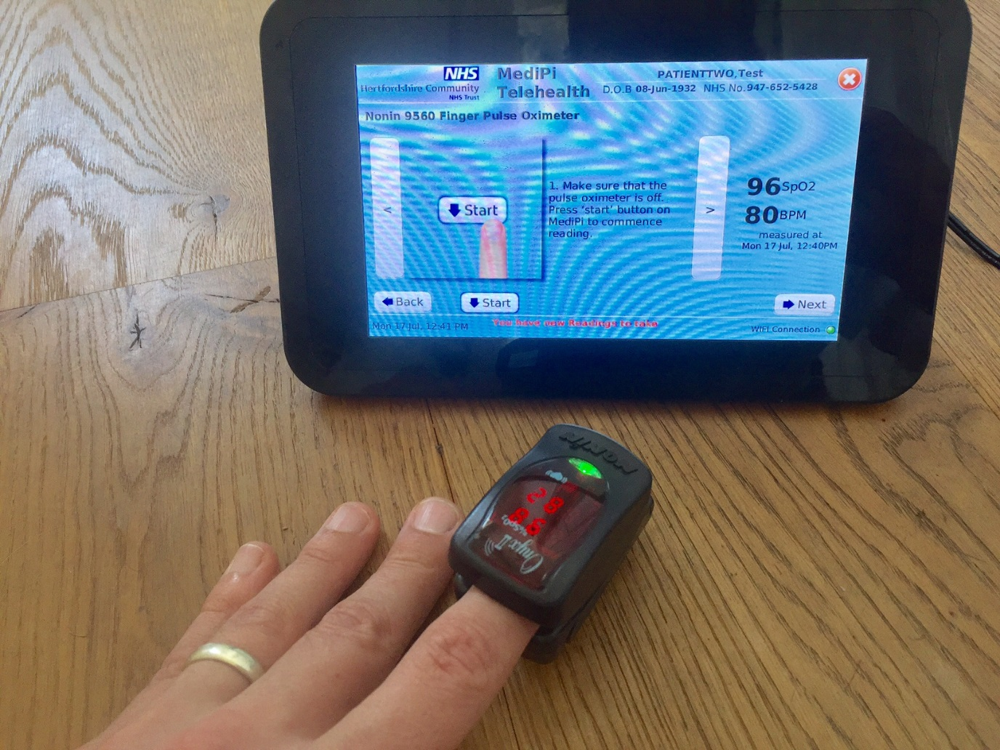 NHS
Hertfordshire Community
NHS Trust
MediPi
Telehealth
PATIENTTWO,Test
D.O.B 08-Jun-1932 NHS No.947-652-5428
Nonin 9560 Finger Pulse Oximeter
<
Start
1. Make sure that the
pulse oximeter is off.
Press 'start' button on
MediPi to commence
reading.
>
96SpO2
80BPM
measured at
Mon 17 Jul, 12:40PM
Back
Start
Next
Mon 17 Jul, 12:41 PM
You have new Readings to take
WIFI Connection
NONIN
%SpO2
Onyx II